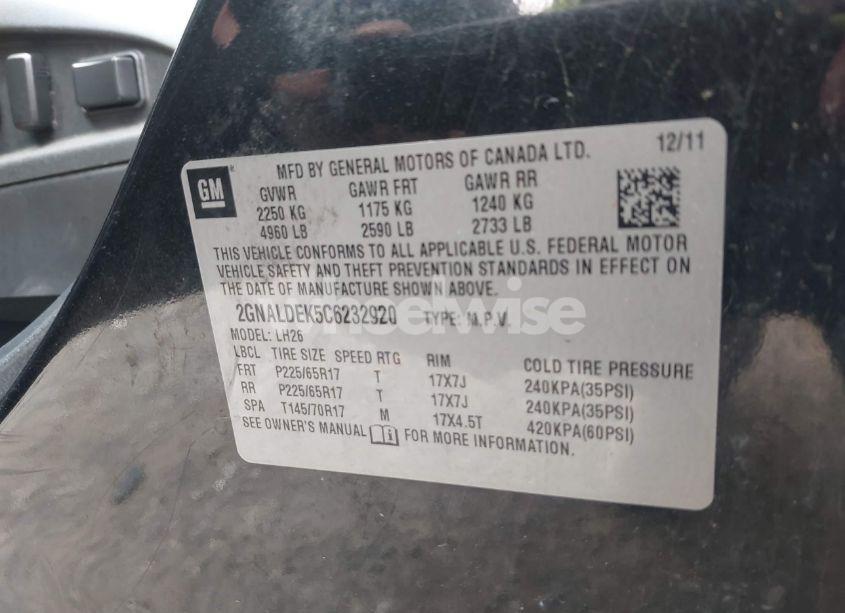 12/11
MFD BY GENERAL MOTORS OF CANADA LTD.
GM
GVWR GAWR FRT GAWR RR
2250 KG 1175 KG 1240 KG
4960 LB 2590 LB 2733 LB
THIS VEHICLE CONFORMS TO ALL APPLICABLE U.S. FEDERAL MOTOR
VEHICLE SAFETY AND THEFT PREVENTION STANDARDS IN EFFECT ON
THE DATE OF MANUFACTURE SHOWN ABOVE.
2GNALDEK5C6232920 TYPE: M.P.V.
MODEL: LH26
LBCL TIRE SIZE SPEED RTG RIM COLD TIRE PRESSURE
FRT P225/65R17 T 17X7J 240KPA(35PSI)
RR P225/65R17 T 17X7J 240KPA(35PSI)
SPA T145/70R17 M 17X4.5T 420KPA(60PSI)
SEE OWNER'S MANUAL FOR MORE INFORMATION.
wheelwise